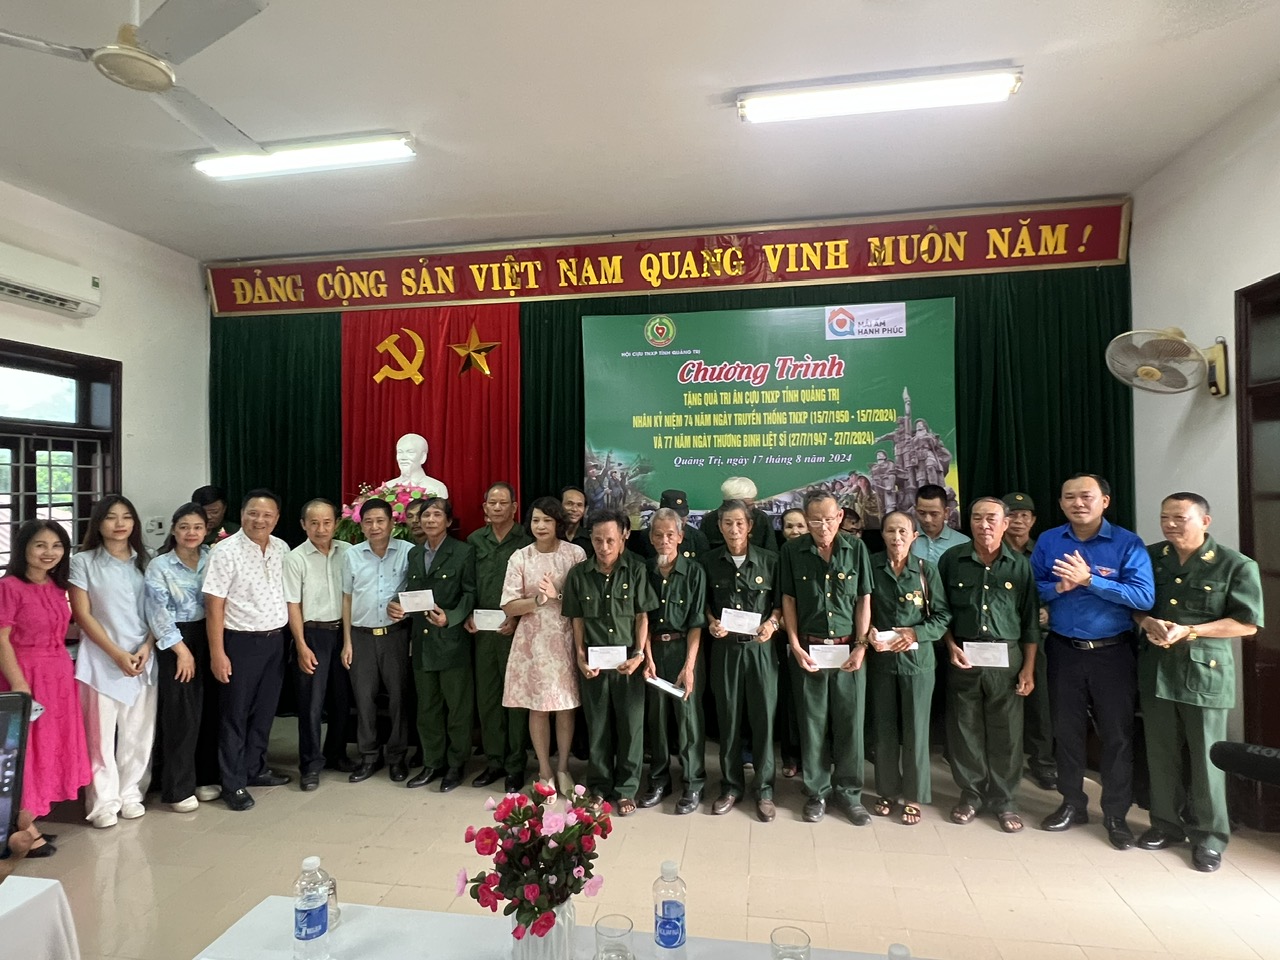 ĐẢNG CỘNG SẢN VIỆT NAM QUANG VINH MUÔN NĂM !
HỘI CỰU TNXP TỈNH QUẢNG TRỊ
MÁI ẤM
HẠNH PHÚC
Chương Trình
TẶNG QUÀ TRI ÂN CỰU TNXP TỈNH QUẢNG TRỊ
NHÂN KỶ NIỆM 74 NĂM NGÀY TRUYỀN THỐNG TNXP (15/7/1950 - 15/7/2024)
VÀ 77 NĂM NGÀY THƯƠNG BINH LIỆT SĨ (27/7/1947 - 27/7/2024)
Quảng Trị, ngày 17 tháng 8 năm 2024